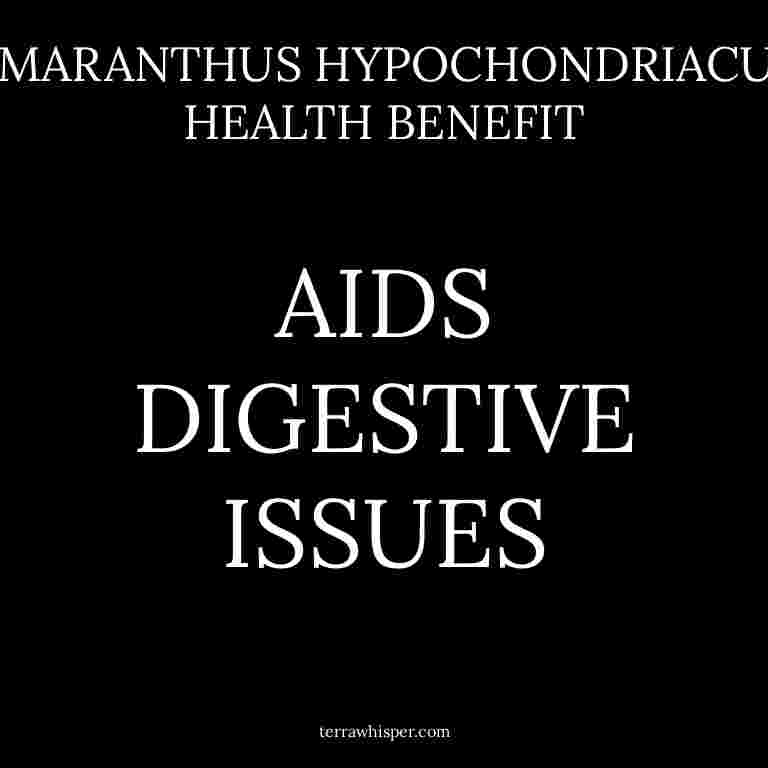 MARANTHUS HYPOCHONDRIACU
HEALTH BENEFIT
AIDS
DIGESTIVE
ISSUES
terrawhisper.com